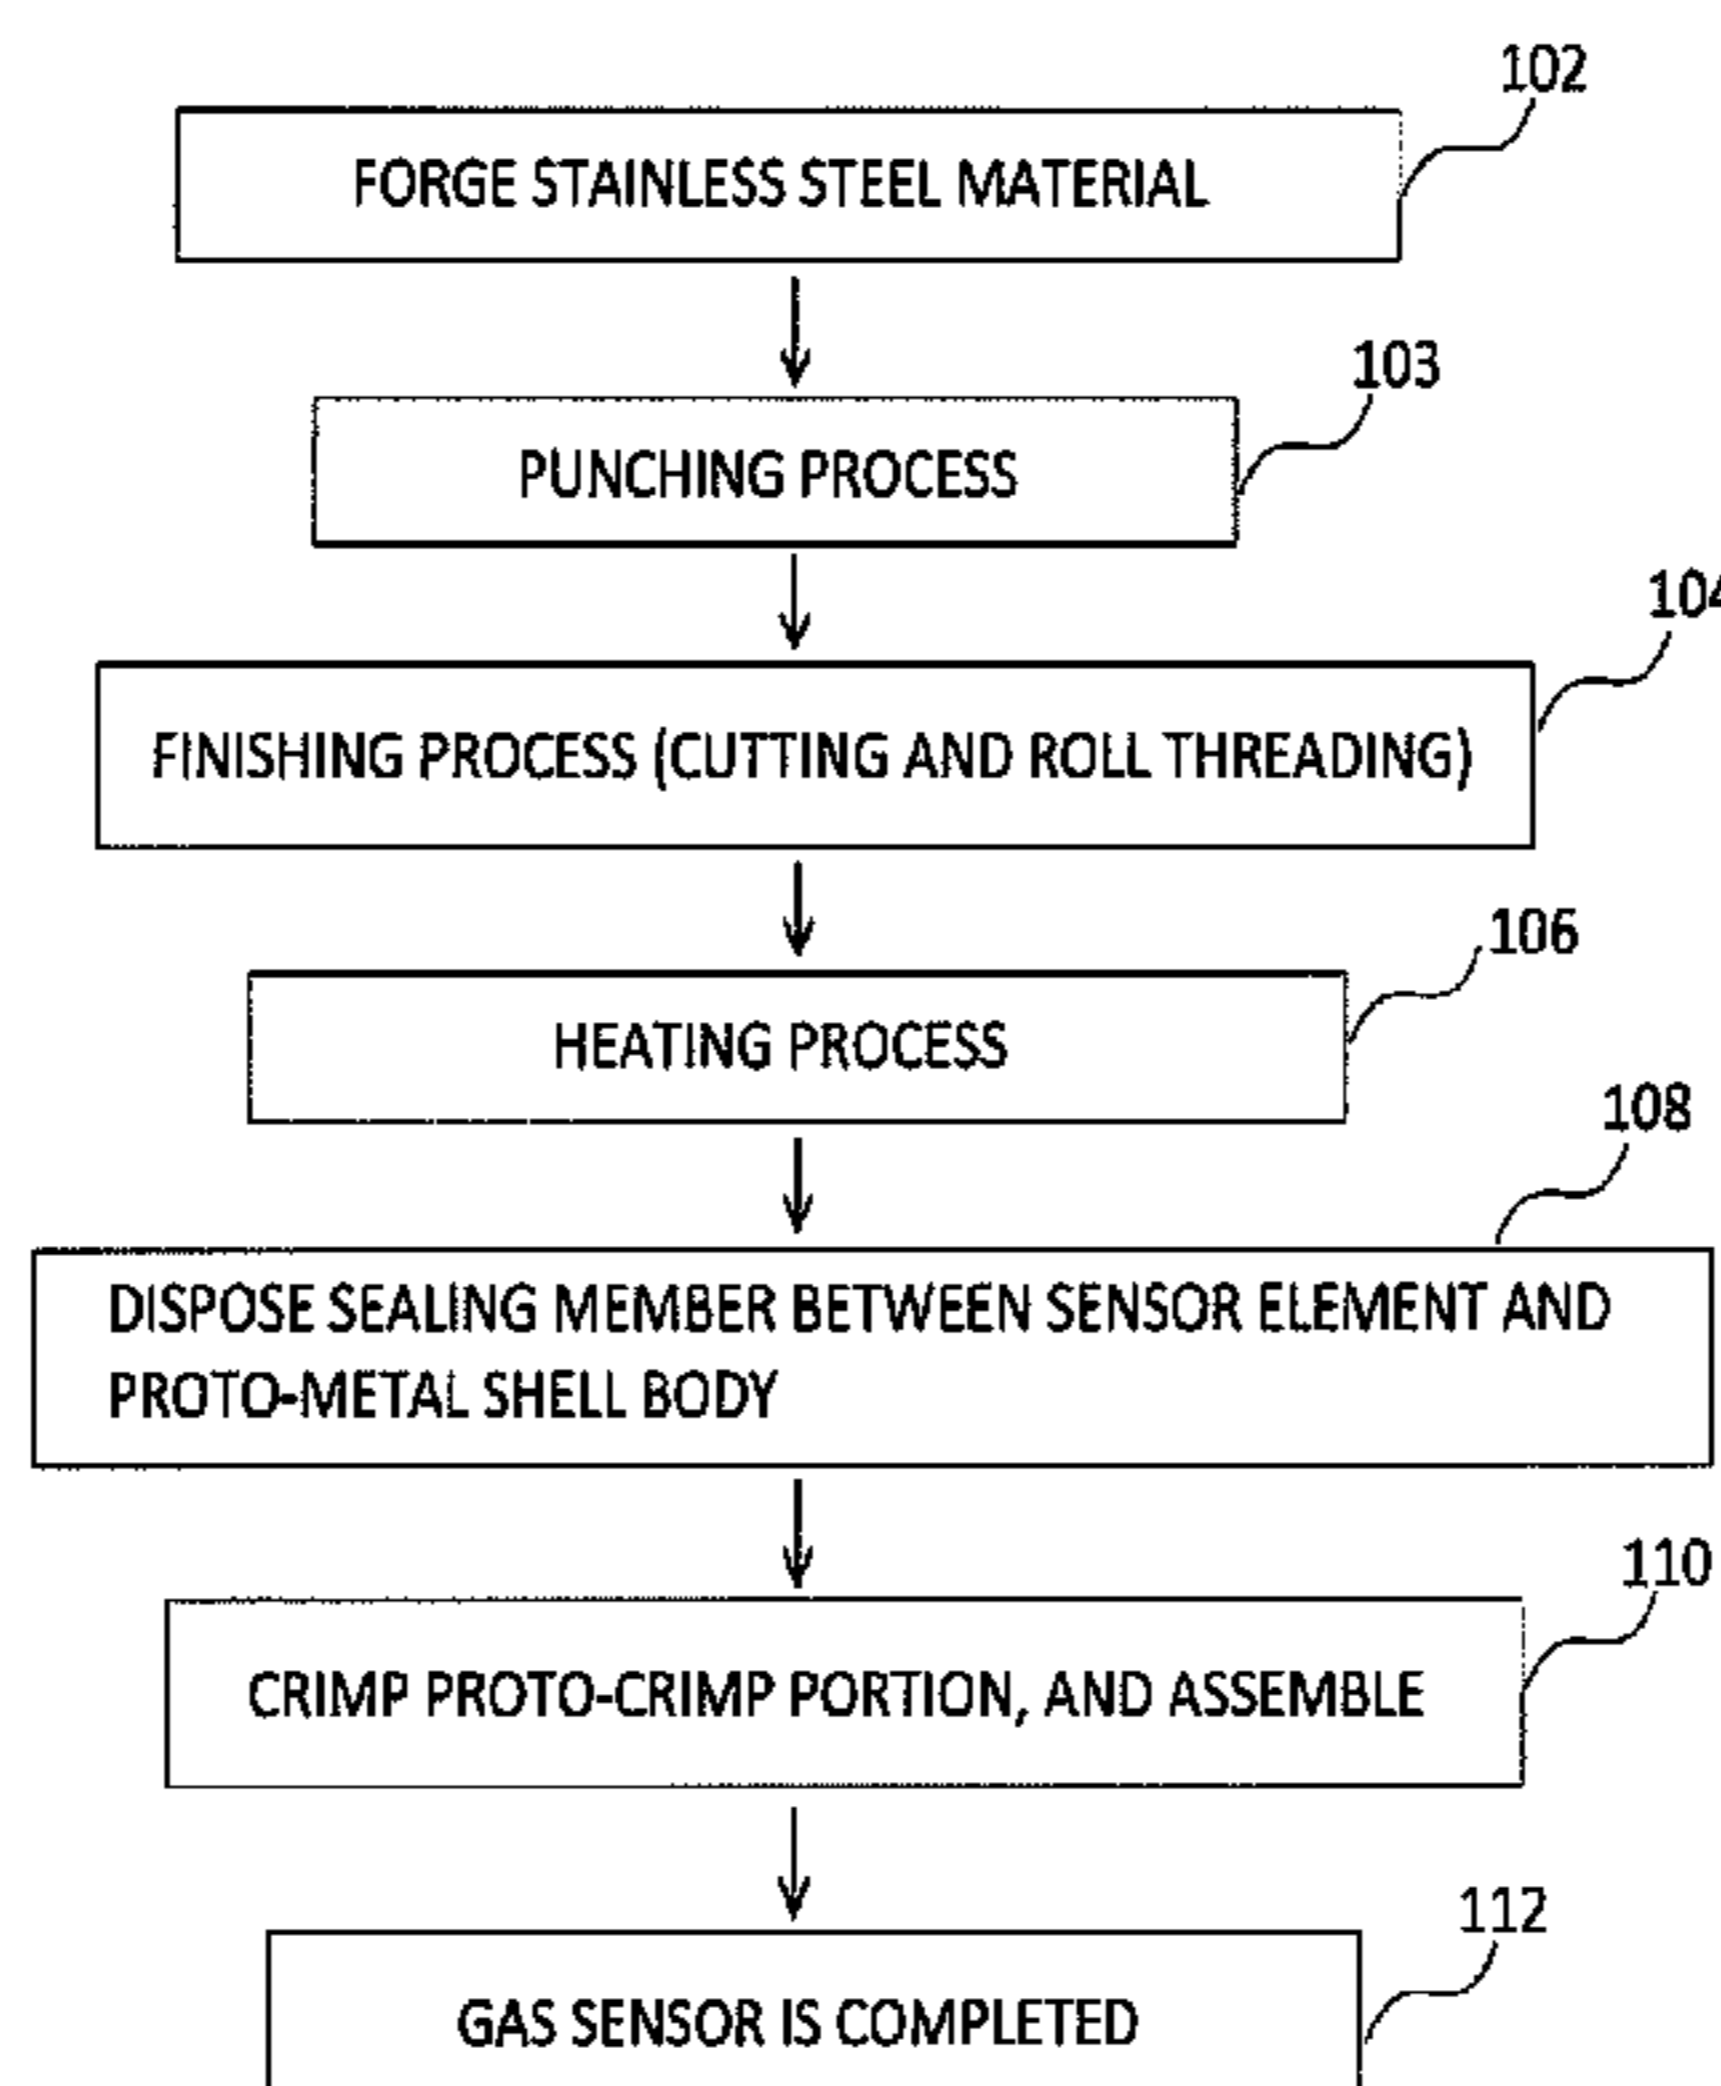 102
FORGE STAINLESS STEEL MATERIAL
103
PUNCHING PROCESS
104
FINISHING PROCESS (CUTTING AND ROLL THREADING)
106
HEATING PROCESS
108
DISPOSE SEALING MEMBER BETWEEN SENSOR ELEMENT AND
PROTO-METAL SHELL BODY
110
CRIMP PROTO-CRIMP PORTION, AND ASSEMBLE
112
GAS SENSOR IS COMPLETED